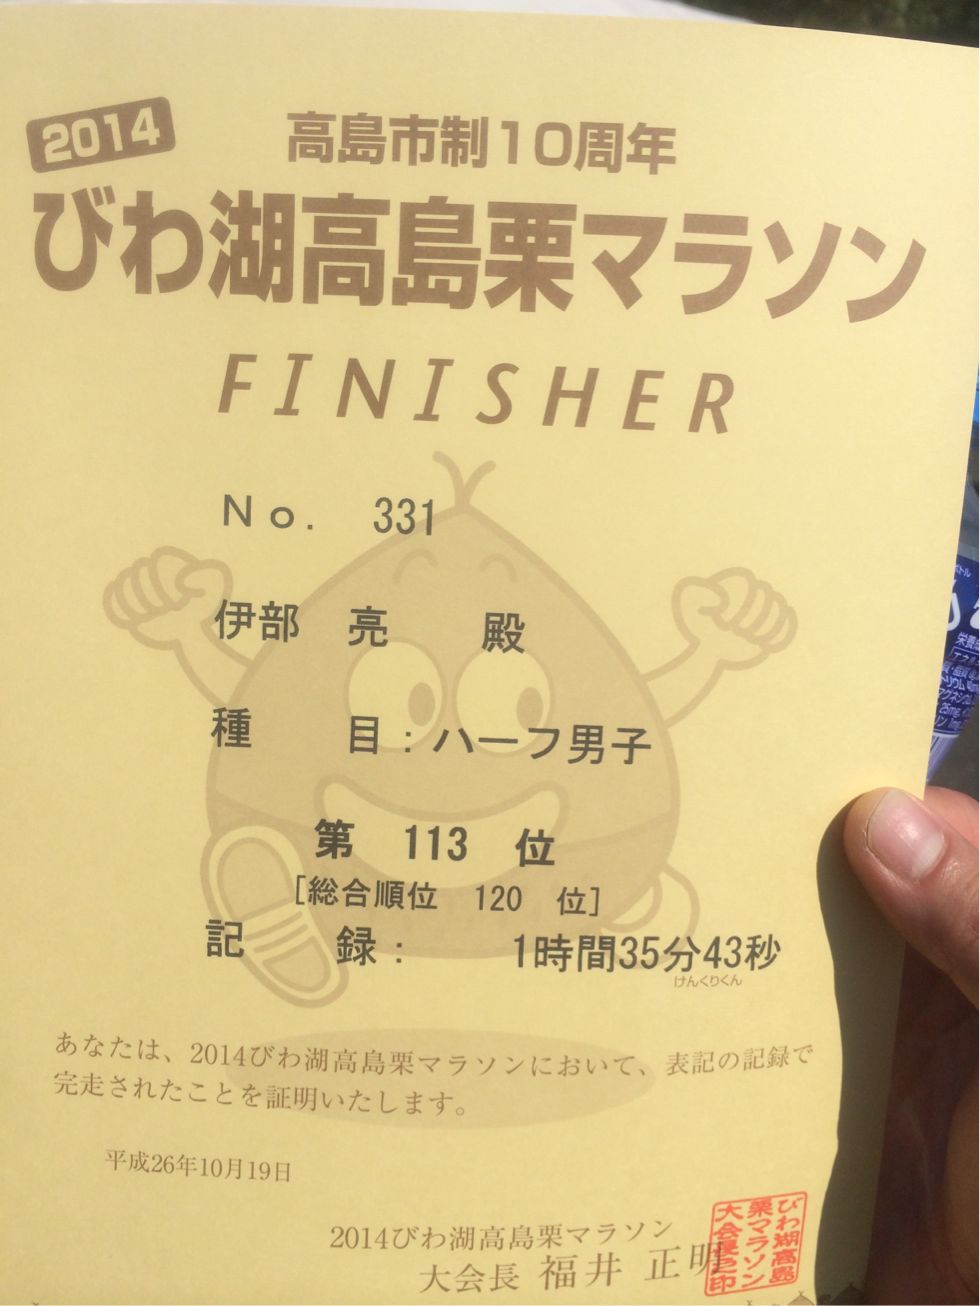 2014
高島市制10周年
びわ湖高島栗マラソン
FINISHER
No. 331
伊部 亮 殿
種 目：ハーフ男子
第 113 位
[総合順位 120 位]
記 録： 1時間35分43秒
けんくりくん
あなたは、2014びわ湖高島栗マラソンにおいて、表記の記録で
完走されたことを証明いたします。
平成26年10月19日
2014びわ湖高島栗マラソン
大会長 福井 正明
びわ湖高島
栗マラソン
大会長之印